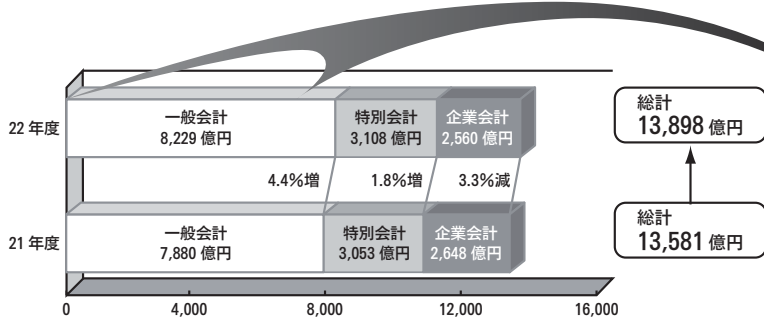 22 年度
一般会計
8,229 億円
特別会計
3,108 億円
企業会計
2,560 億円
総計
13,898 億円
4.4%増
1.8%増
3.3%減
21 年度
一般会計
7,880 億円
特別会計
3,053 億円
企業会計
2,648 億円
総計
13,581 億円
0
4,000
8,000
12,000
16,000